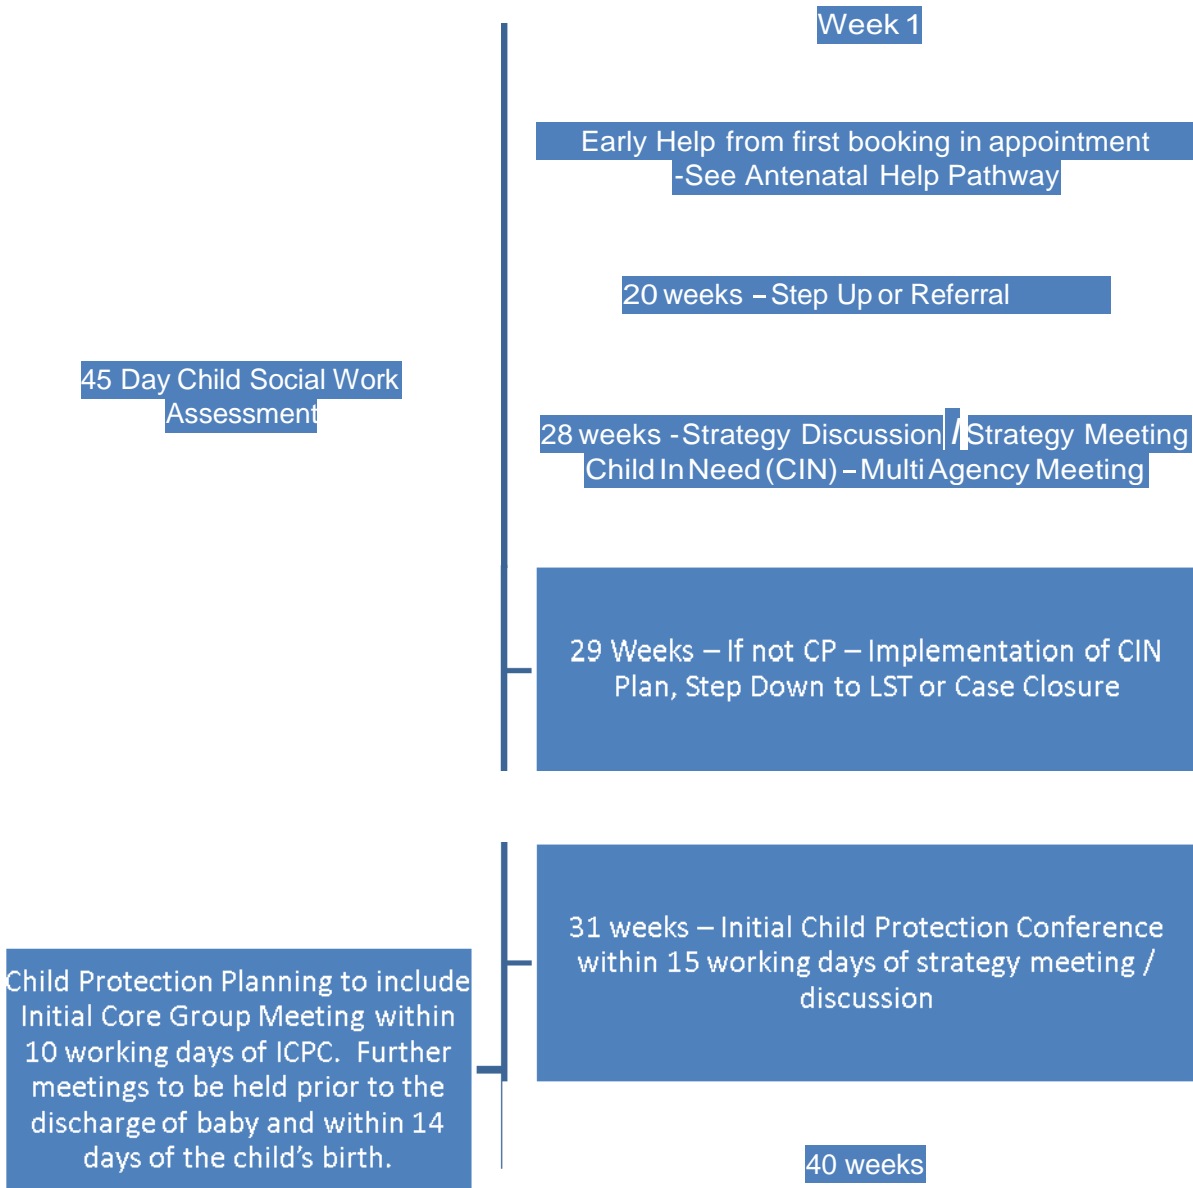 Week 1
Early Help from first booking in appointment
-See Antenatal Help Pathway
20 weeks – Step Up or Referral
45 Day Child Social Work
Assessment
28 weeks - Strategy Discussion / Strategy Meeting
Child In Need (CIN) – Multi Agency Meeting
29 Weeks – If not CP – Implementation of CIN
Plan, Step Down to LST or Case Closure
31 weeks – Initial Child Protection Conference
within 15 working days of strategy meeting /
discussion
Child Protection Planning to include
Initial Core Group Meeting within
10 working days of ICPC. Further
meetings to be held prior to the
discharge of baby and within 14
days of the child's birth.
40 weeks